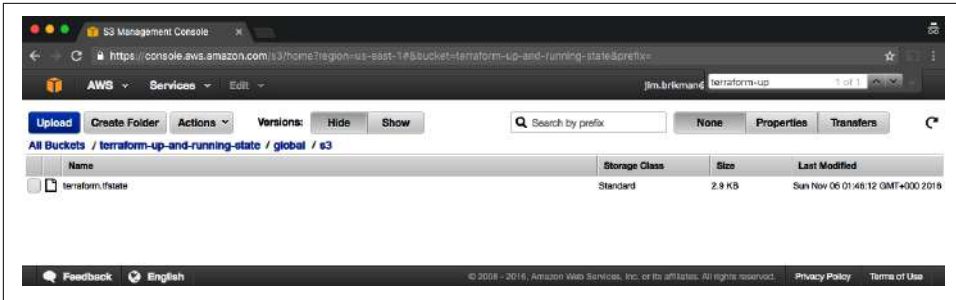 S3 Management Console
https://console.aws.amazon.com/s3/home?region=us-east-1#&bucket=terraform-up-and-running-state&prefix=
AWS Services Edit jim.brikman terraform-up 1 of 1
Upload Create Folder Actions Versions: Hide Show Search by prefix None Properties Transfers
All Buckets / terraform-up-and-running-state / global / s3
Name Storage Class Size Last Modified
terraform.tfstate Standard 2.9 KB Sun Nov 06 01:46:12 GMT+000 2016
Feedback English © 2008 - 2016, Amazon Web Services, Inc. or its affiliates. All rights reserved. Privacy Policy Terms of Use